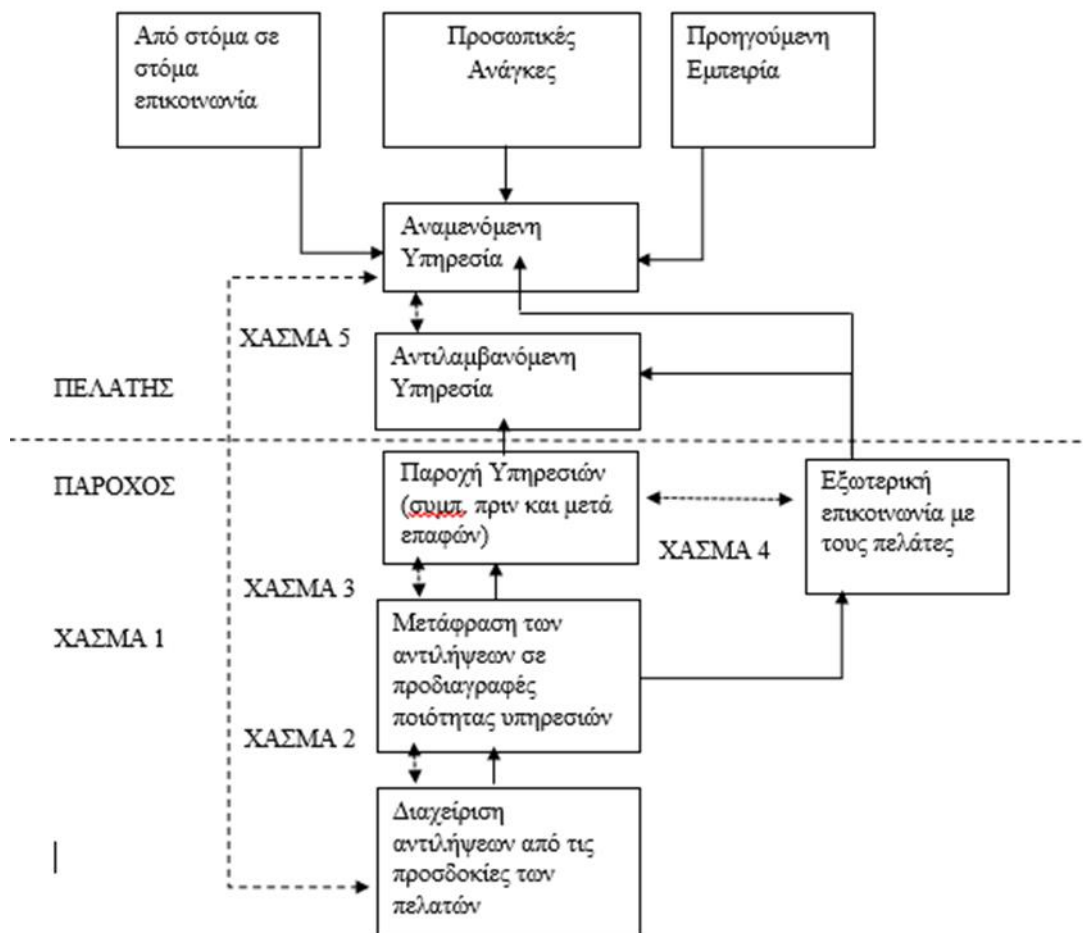 Από στόμα σε
στόμα
επικοινωνία
Προσωπικές
Ανάγκες
Προηγούμενη
Εμπειρία
Αναμενόμενη
Υπηρεσία
ΧΑΣΜΑ 5
Αντιλαμβανόμενη
Υπηρεσία
ΠΕΛΑΤΗΣ
ΠΑΡΟΧΟΣ
Παροχή Υπηρεσιών
(συμπ. πριν και μετά
επαφών)
ΧΑΣΜΑ 4
Εξωτερική
επικοινωνία με
τους πελάτες
ΧΑΣΜΑ 3
ΧΑΣΜΑ 1
Μετάφραση των
αντιλήψεων σε
προδιαγραφές
ποιότητας υπηρεσιών
ΧΑΣΜΑ 2
Διαχείριση
αντιλήψεων από τις
προσδοκίες των
πελατών